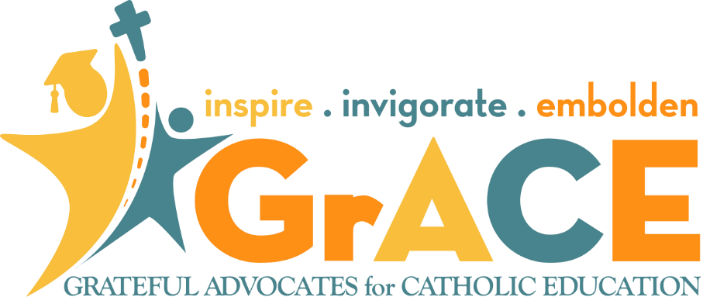 inspire . invigorate . embolden
GrACE
GRATEFUL ADVOCATES for CATHOLIC EDUCATION